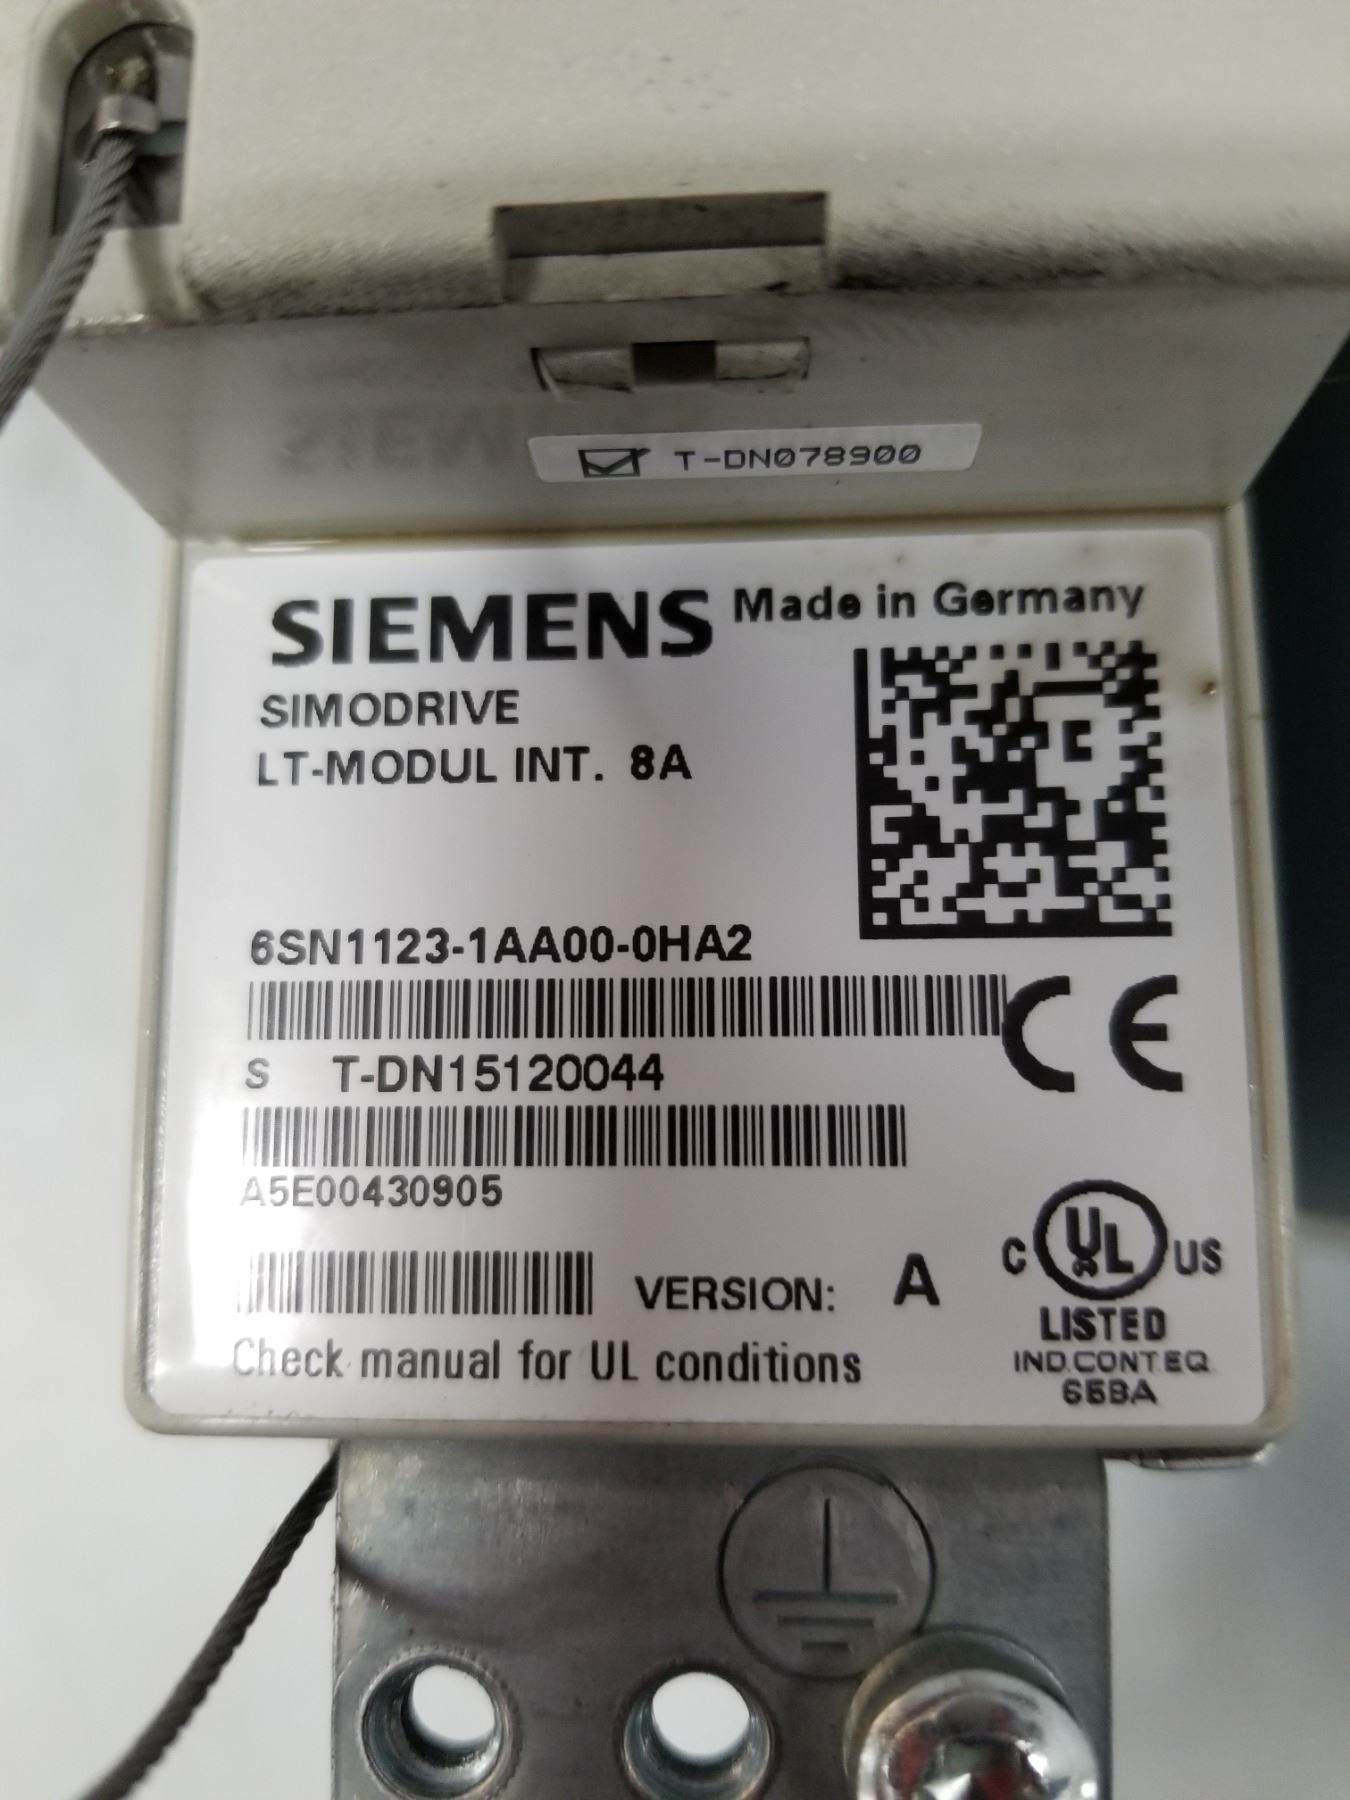 T-DN078900
SIEMENS Made in Germany
SIMODRIVE
LT-MODUL INT. 8A
6SN1123-1AA00-0HA2
S T-DN15120044
CE
A5E00430905
VERSION: A
C UL US
LISTED
IND.CONT.EQ.
Check manual for UL conditions